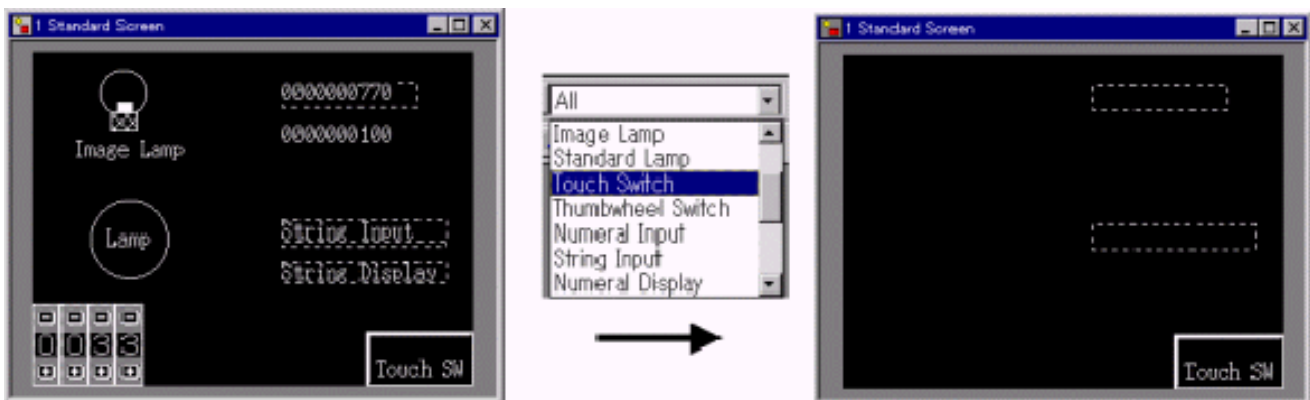 1 Standard Screen
0000000770
0000000100
Image Lamp
Lamp
String Input
String Display
0033
Touch SW
All
Image Lamp
Standard Lamp
Touch Switch
Thumbwheel Switch
Numeral Input
String Input
Numeral Display
1 Standard Screen
Touch SW